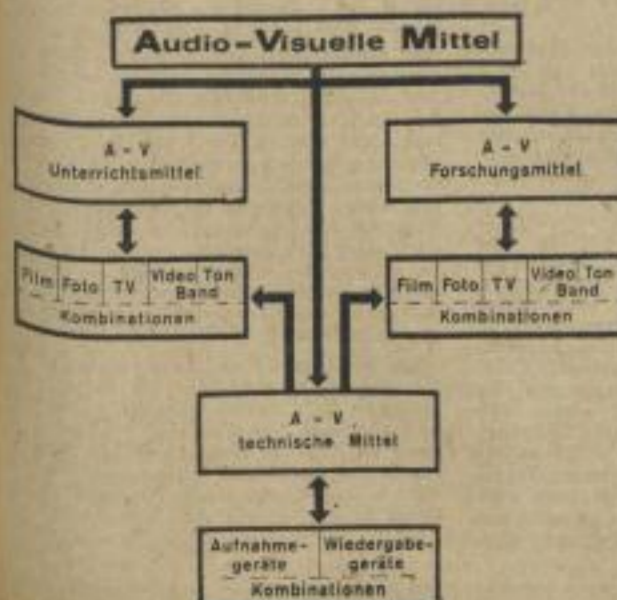 Audio-Visuelle Mittel
A - V
Unterrichtsmittel
A - V
Forschungsmittel
Film Foto TV Video Ton
Band
Kombinationen
Film Foto TV Video Ton
Band
Kombinationen
A - V
technische Mittel
Aufnahme- Wiedergabe-
geräte geräte
Kombinationen